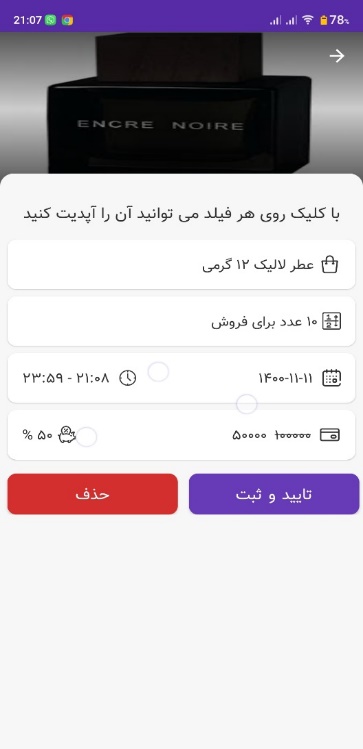 21:07 78%
ENCRE NOIRE
با کلیک روی هر فیلد می توانید آن را آپدیت کنید
عطر لالیک ۱۲ گرمی
۱۰ عدد برای فروش
۱۴۰۰-۱۱-۱۱
۲۱:۰۸ - ۲۳:۵۹
۱۰۰۰۰۰ ۵۰۰۰۰
۵۰ %
تایید و ثبت
حذف